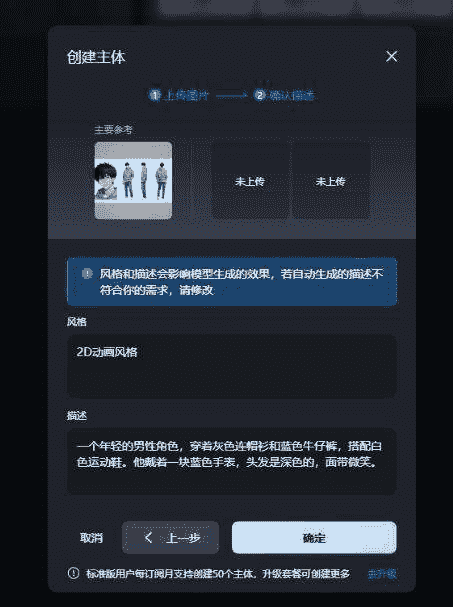 创建主体
1 上传图片 2 确认描述
主要参考
未上传 未上传
风格和描述会影响模型生成的效果，若自动生成的描述不
符合你的需求，请修改
风格
2D动画风格
描述
一个年轻的男性角色，穿着灰色连帽衫和蓝色牛仔裤，搭配白
色运动鞋。他戴着一块蓝色手表，头发是深色的，面带微笑。
取消 上一步 确定
标准版用户每订阅月支持创建50个主体，升级套餐可创建更多 去升级